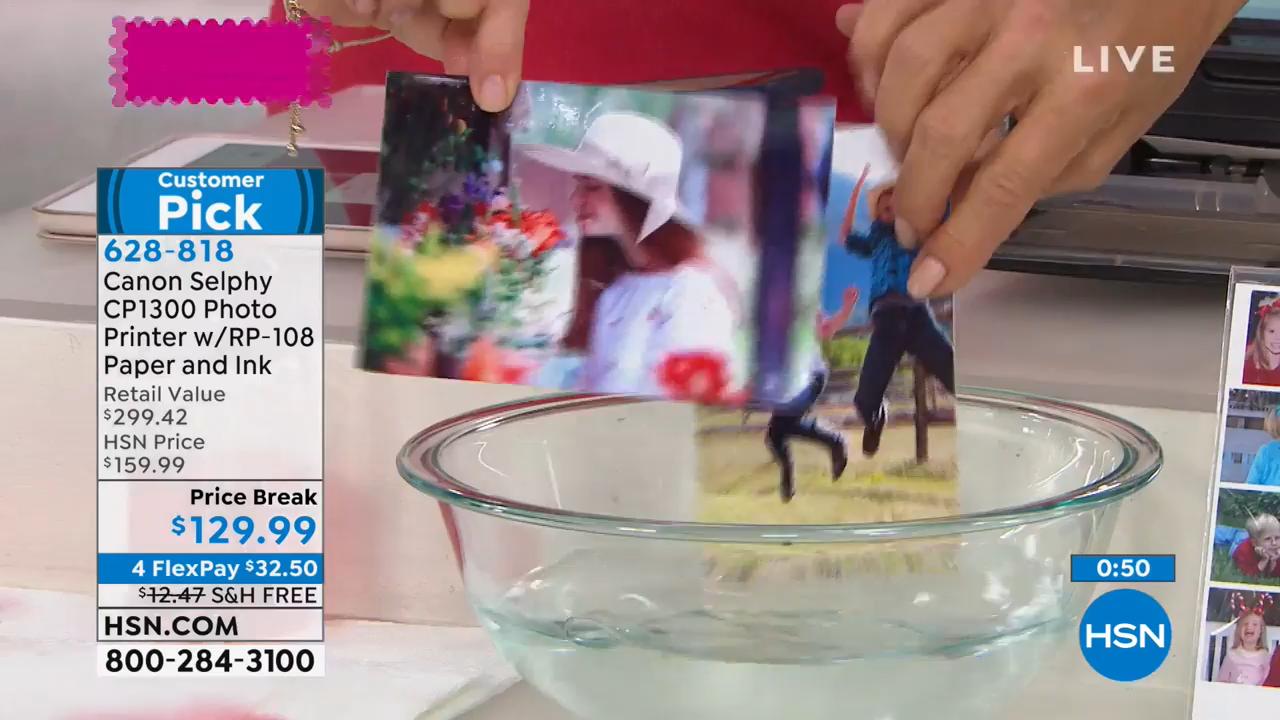 LIVE
Customer
Pick
628-818
Canon Selphy
CP1300 Photo
Printer w/RP-108
Paper and Ink
Retail Value
$299.42
HSN Price
$159.99
Price Break
$129.99
4 FlexPay $32.50
$12.47 S&H FREE
HSN.COM
800-284-3100
0:50
HSN